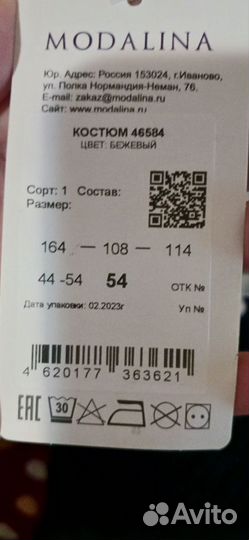 MODALINA
Юр. Адрес: Россия 153024, г.Иваново,
ул. Полка Нормандия-Неман, 76.
E-mail: zakaz@modalina.ru
Сайт: www.modalina.ru
КОСТЮМ 46584
ЦВЕТ: БЕЖЕВЫЙ
Сорт: 1 Состав:
Размер:
164 — 108 — 114
44 -54 54 ОТК №
Дата упаковки: 02.2023г Уп №
4 620177 363621
ЕАС 30
Avito